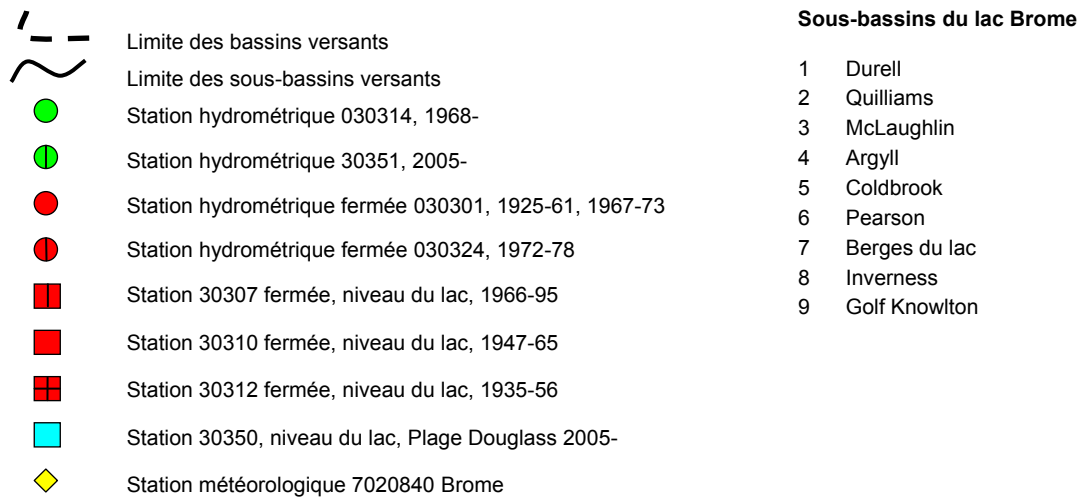 Limite des bassins versants
Limite des sous-bassins versants
Station hydrométrique 030314, 1968-
Station hydrométrique 30351, 2005-
Station hydrométrique fermée 030301, 1925-61, 1967-73
Station hydrométrique fermée 030324, 1972-78
Station 30307 fermée, niveau du lac, 1966-95
Station 30310 fermée, niveau du lac, 1947-65
Station 30312 fermée, niveau du lac, 1935-56
Station 30350, niveau du lac, Plage Douglass 2005-
Station météorologique 7020840 Brome
Sous-bassins du lac Brome
1 Durell
2 Quilliams
3 McLaughlin
4 Argyll
5 Coldbrook
6 Pearson
7 Berges du lac
8 Inverness
9 Golf Knowlton